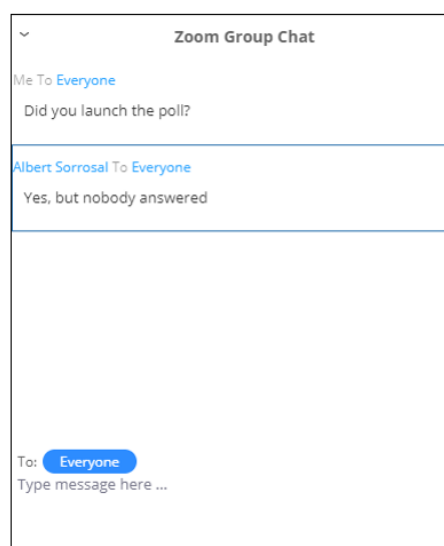 Zoom Group Chat
Me To Everyone
Did you launch the poll?
Albert Sorrosal To Everyone
Yes, but nobody answered
To: Everyone
Type message here ...